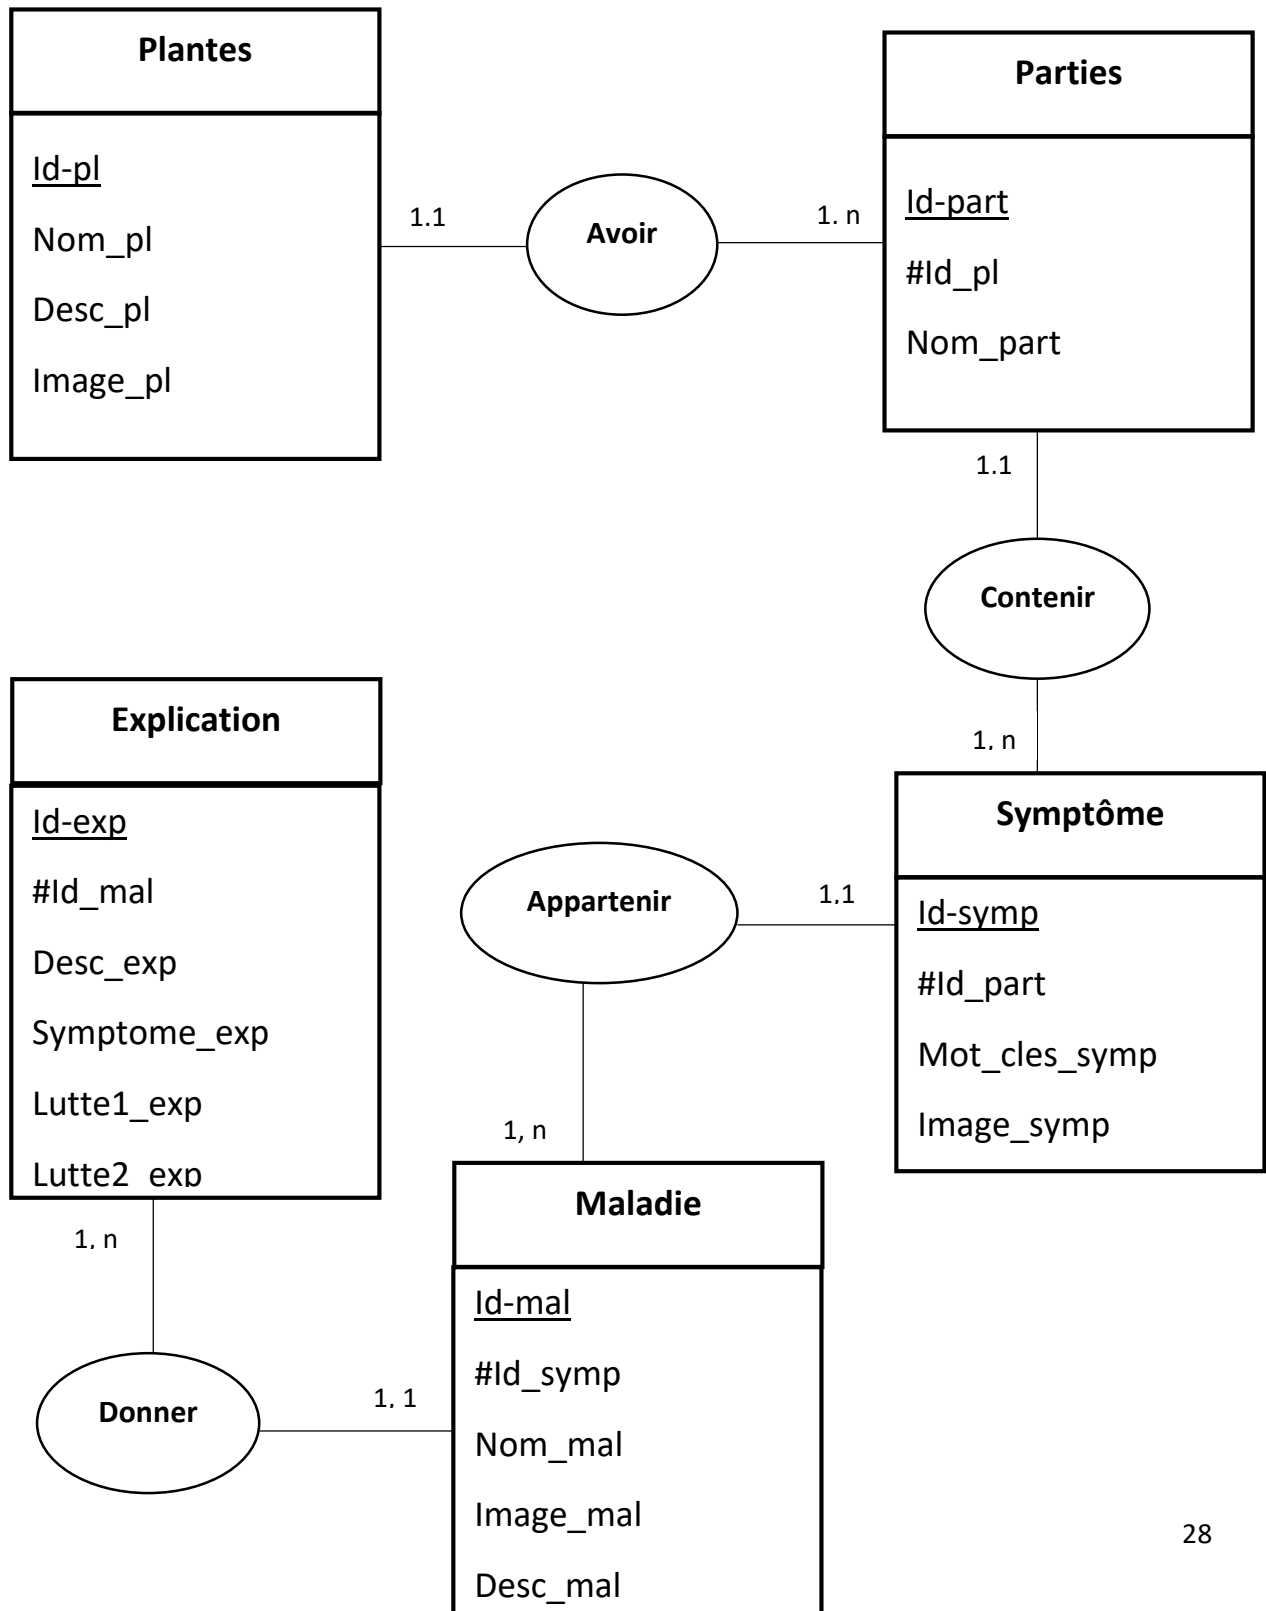 Plantes
Id-pl
Nom_pl
Desc_pl
Image_pl
1.1
Avoir
1. n
Parties
Id-part
#Id_pl
Nom_part
1.1
Contenir
1, n
Symptôme
Id-symp
#Id_part
Mot_cles_symp
Image_symp
1,1
Appartenir
1, n
Explication
Id-exp
#Id_mal
Desc_exp
Symptome_exp
Lutte1_exp
Lutte2_exp
1, n
Donner
1, 1
Maladie
Id-mal
#Id_symp
Nom_mal
Image_mal
Desc_mal
28